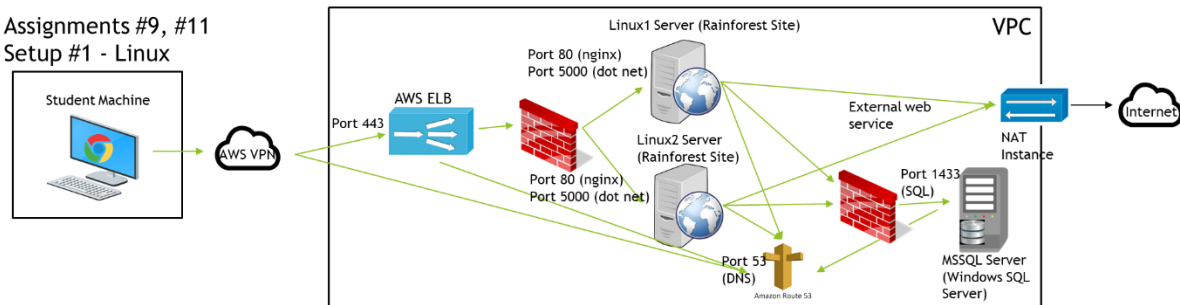 Assignments #9, #11
Setup #1 - Linux
Student Machine
AWS VPN
Port 443
AWS ELB
Port 80 (nginx)
Port 5000 (dot net)
Port 80 (nginx)
Port 5000 (dot net)
Linux1 Server (Rainforest Site)
Linux2 Server
(Rainforest Site)
VPC
External web
service
NAT
Instance
Internet
Port 1433
(SQL)
MSSQL Server
(Windows SQL
Server)
Port 53
(DNS)
Amazon Route 53